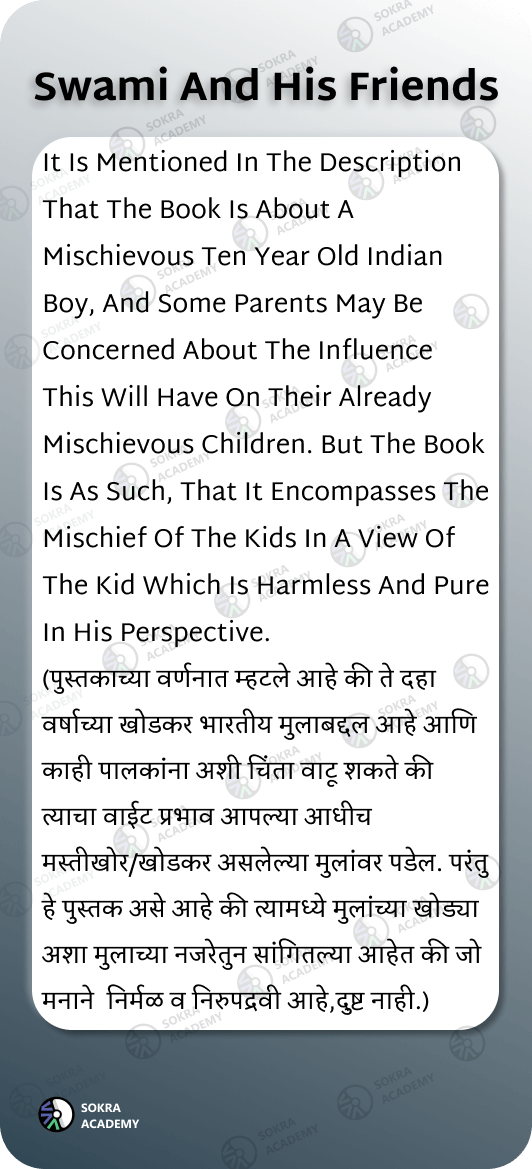 Swami And His Friends
It Is Mentioned In The Description
That The Book Is About A
Mischievous Ten Year Old Indian
Boy, And Some Parents May Be
Concerned About The Influence
This Will Have On Their Already
Mischievous Children. But The Book
Is As Such, That It Encompasses The
Mischief Of The Kids In A View Of
The Kid Which Is Harmless And Pure
In His Perspective.
(पुस्तकाच्या वर्णनात म्हटले आहे की ते दहा
वर्षाच्या खोडकर भारतीय मुलाबद्दल आहे आणि
काही पालकांना अशी चिंता वाटू शकते की
त्याचा वाईट प्रभाव आपल्या आधीच
मस्तीखोर/खोडकर असलेल्या मुलांवर पडेल. परंतु
हे पुस्तक असे आहे की त्यामध्ये मुलांच्या खोड्या
अशा मुलाच्या नजरेतुन सांगितल्या आहेत की जो
मनाने निर्मळ व निरुपद्रवी आहे,दुष्ट नाही.)
SOKRA
ACADEMY